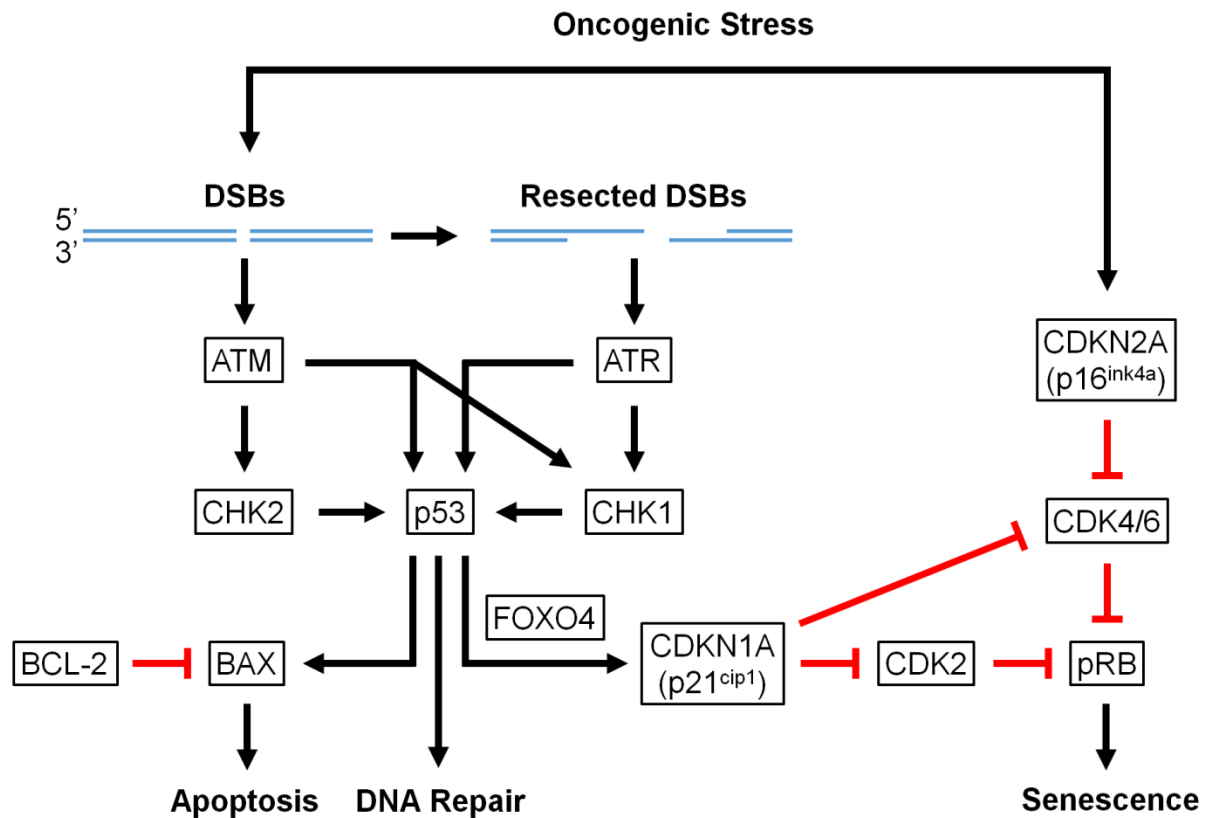 Oncogenic Stress
DSBs
Resected DSBs
5’
3’
ATM
ATR
CDKN2A
(p16ink4a)
CHK2
p53
CHK1
CDK4/6
FOXO4
BCL-2
BAX
CDKN1A
(p21cip1)
CDK2
pRB
Apoptosis
DNA Repair
Senescence